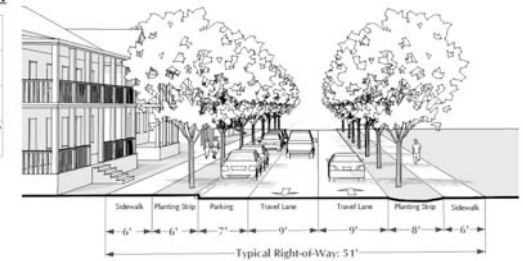 Sidewalk Planting Strip Parking Travel Lane Travel Lane Planting Strip Sidewalk
6' 6' 7' 9' 9' 8' 6'
Typical Right-of-Way: 51'